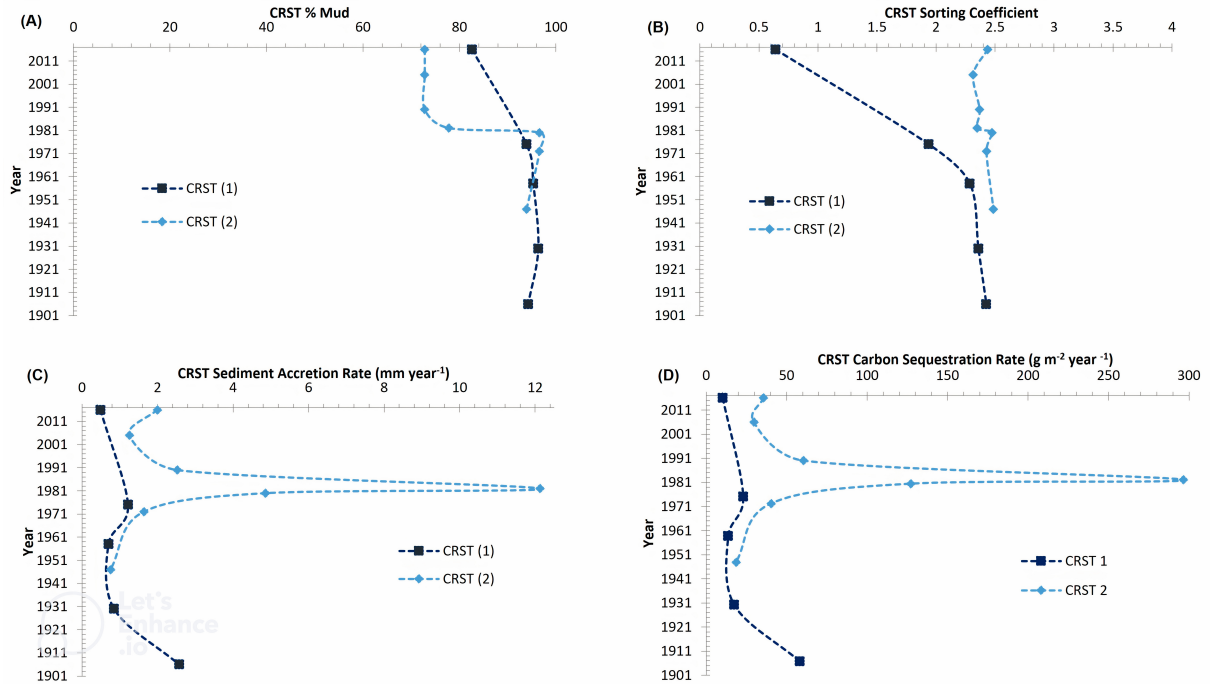 (A)
CRST % Mud
0 20 40 60 80 100
2011
2001
1991
1981
1971
1961
1951
1941
1931
1921
1911
1901
Year
CRST (1)
CRST (2)
(B)
CRST Sorting Coefficient
0 0.5 1 1.5 2 2.5 3 3.5 4
2011
2001
1991
1981
1971
1961
1951
1941
1931
1921
1911
1901
Year
CRST (1)
CRST (2)
(C)
CRST Sediment Accretion Rate (mm year⁻¹)
0 2 4 6 8 10 12
2011
2001
1991
1981
1971
1961
1951
1941
1931
1921
1911
1901
Year
CRST (1)
CRST (2)
Let's
Enhance
.io
(D)
CRST Carbon Sequestration Rate (g m⁻² year ⁻¹)
0 50 100 150 200 250 300
2011
2001
1991
1981
1971
1961
1951
1941
1931
1921
1911
1901
Year
CRST 1
CRST 2